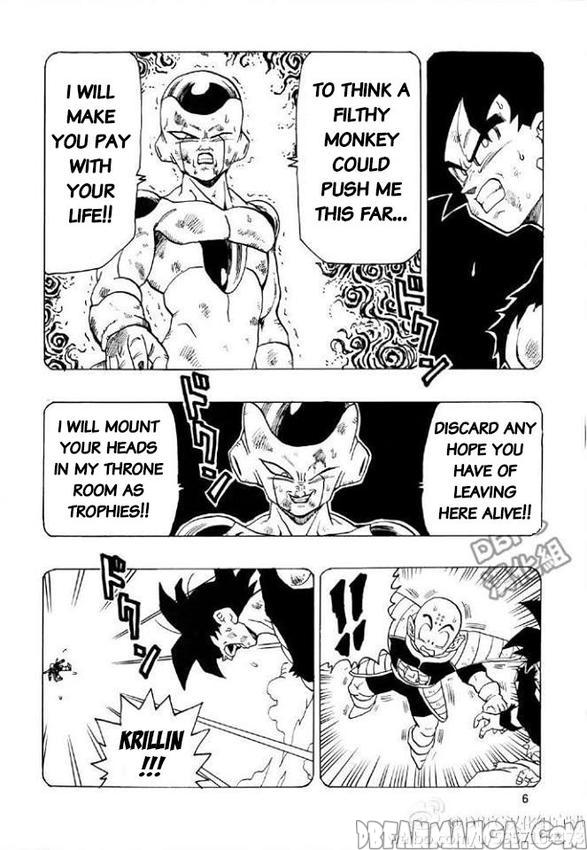 TO THINK A
FILTHY
MONKEY
COULD
PUSH ME
THIS FAR...
I WILL
MAKE
YOU PAY
WITH
YOUR
LIFE!!
DISCARD ANY
HOPE YOU
HAVE OF
LEAVING
HERE ALIVE!!
I WILL MOUNT
YOUR HEADS
IN MY THRONE
ROOM AS
TROPHIES!!
!!
KRILLIN
!!!
6
DBFANMANGA.COM